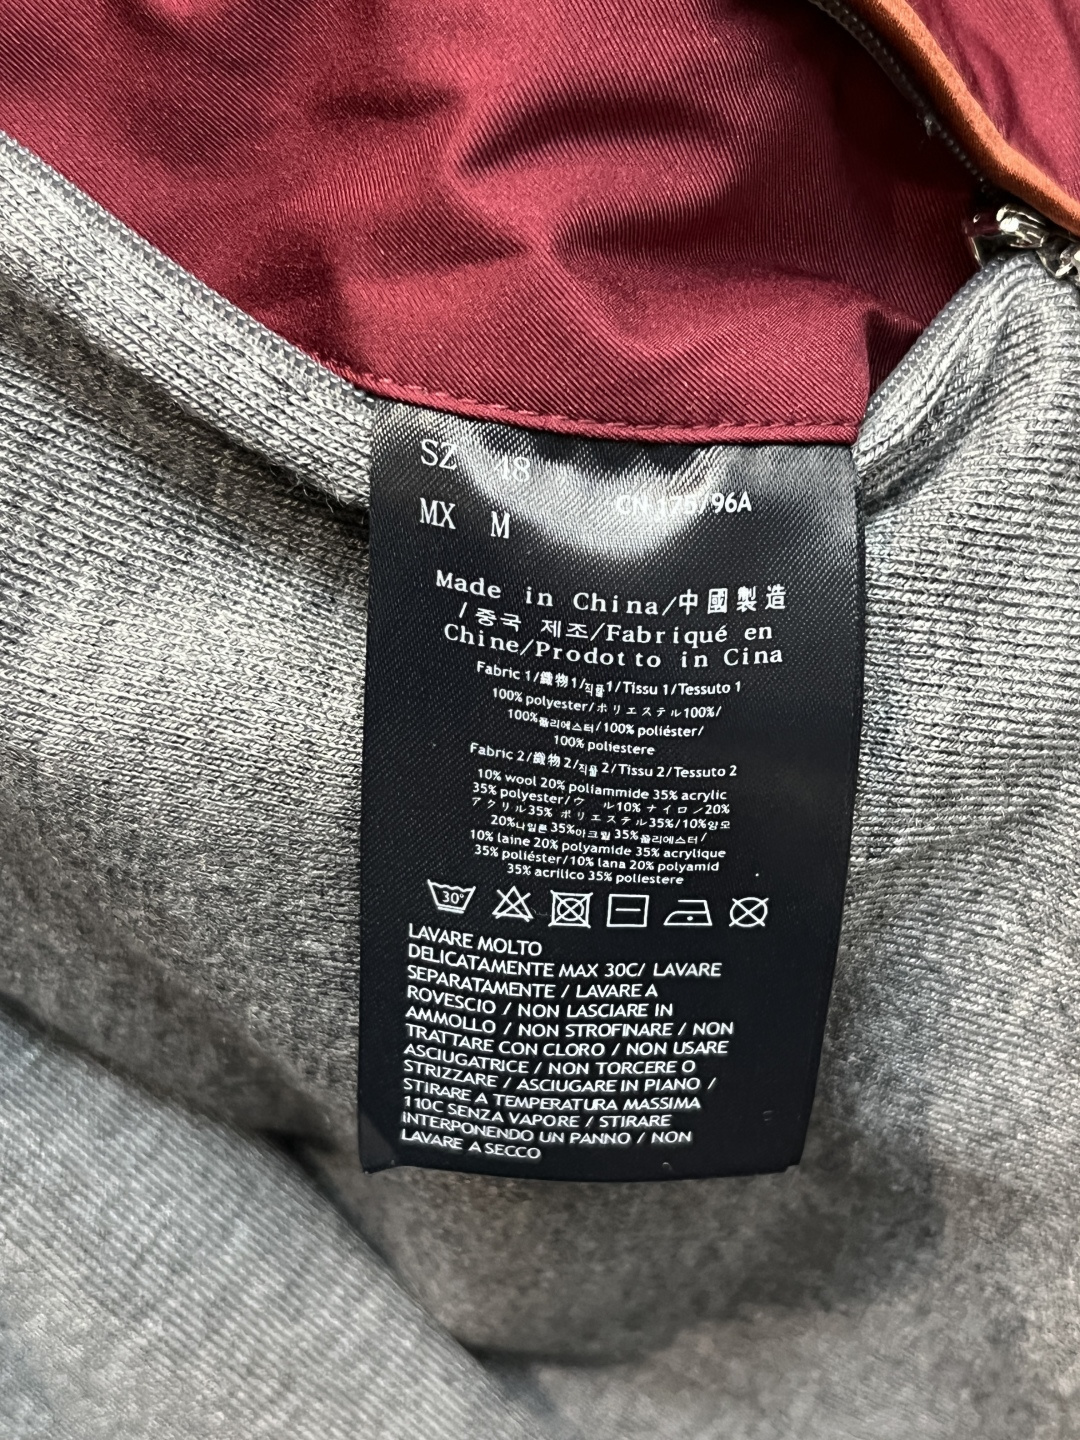 SZ 48
CN 175/96A
MX M
Made in China/中國製造
/중국 제조/Fabriqué en
Chine/Prodotto in Cina
Fabric 1/織物1/직물1/Tissu 1/Tessuto 1
100% polyester/ポリエステル100%/
100%폴리에스터/100% poliéster/
100% poliestere
Fabric 2/織物2/직물2/Tissu 2/Tessuto 2
10% wool 20% poliammide 35% acrylic
35% polyester/ウ ル10% ナイロン20%
アクリル35% ポリエステル35%/10%양모
20%나일론 35%아크릴 35%폴리에스터/
10% laine 20% polyamide 35% acrylique
35% poliéster/10% lana 20% polyamid
35% acrilico 35% poliestere
30°
LAVARE MOLTO
DELICATAMENTE MAX 30C/ LAVARE
SEPARATAMENTE / LAVARE A
ROVESCIO / NON LASCIARE IN
AMMOLLO / NON STROFINARE / NON
TRATTARE CON CLORO / NON USARE
ASCIUGATRICE / NON TORCERE O
STRIZZARE / ASCIUGARE IN PIANO /
STIRARE A TEMPERATURA MASSIMA
110C SENZA VAPORE / STIRARE
INTERPONENDO UN PANNO / NON
LAVARE A SECCO